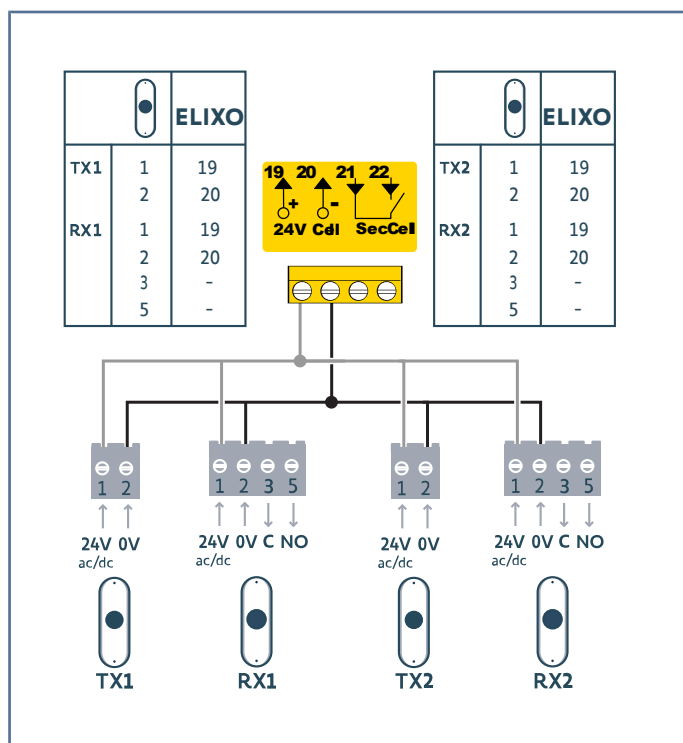 ELIXO
TX1 1 19
2 20
RX1 1 19
2 20
3 -
5 -
19 20 21 22
+ -
24V Cell SecCell
ELIXO
TX2 1 19
2 20
RX2 1 19
2 20
3 -
5 -
1 2
24V 0V
ac/dc
TX1
1 2 3 5
24V 0V C NO
ac/dc
RX1
1 2
24V 0V
ac/dc
TX2
1 2 3 5
24V 0V C NO
ac/dc
RX2